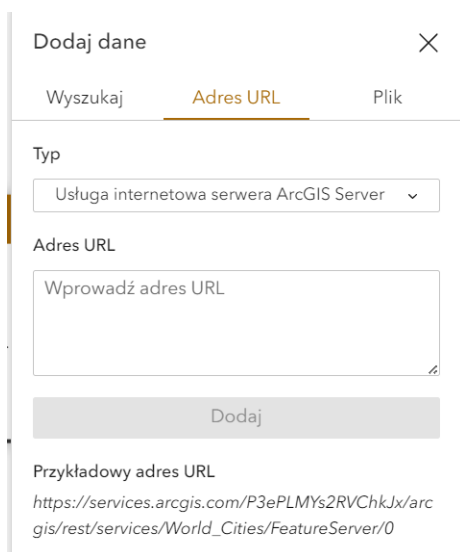 Dodaj dane
Wyszukaj Adres URL Plik
Typ
Usługa internetowa serwera ArcGIS Server
Adres URL
Wprowadź adres URL
Dodaj
Przykładowy adres URL
https://services.arcgis.com/P3ePLMYs2RVChkJx/arc
gis/rest/services/World_Cities/FeatureServer/0